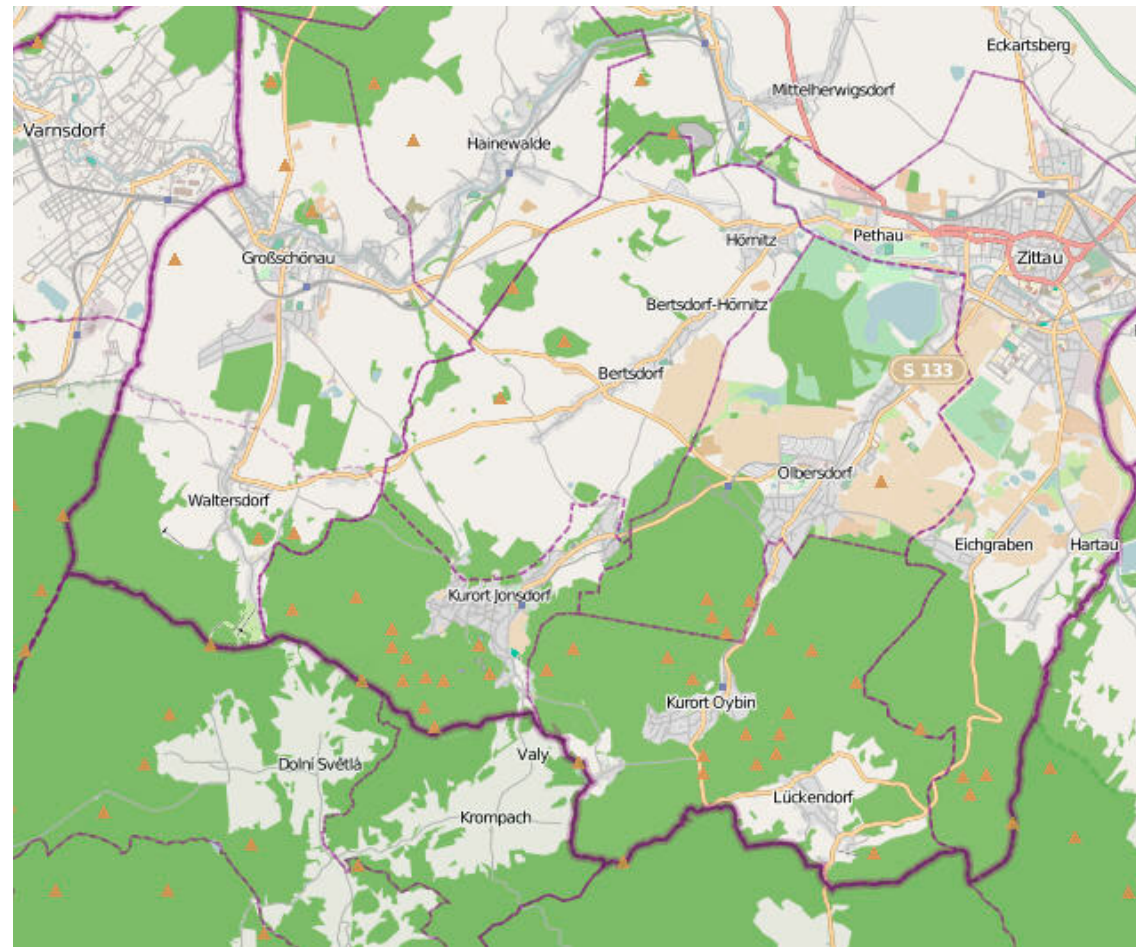 Eckartsberg
Mittelherwigsdorf
Varnsdorf
Hainewalde
Pethau
Hörnitz
Großschönau
Zittau
Bertsdorf-Hörnitz
S 133
Bertsdorf
Olbersdorf
Waltersdorf
Eichgraben
Hartau
Kurort Jonsdorf
Kurort Oybin
Valy
Dolní Světlá
Lückendorf
Krompach